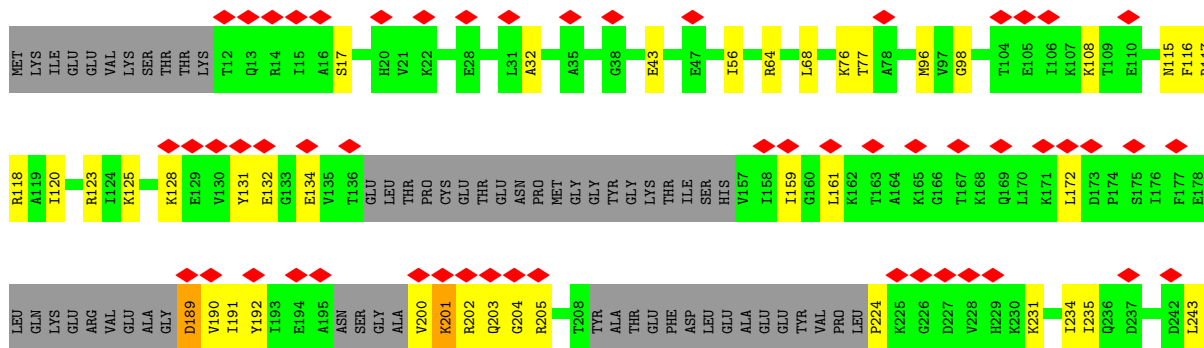 MET LYS ILE GLU GLU VAL LYS SER THR THR LYS T12 Q13 R14 I15 A16 S17 H20 V21 K22 E28 L31 A32 A35 G38 E43 E47 I56 R64 L68 K76 T77 A78 M96 V97 G98 T104 E105 I106 K107 K108 T109 E110 N115 F116
R118 A119 I120 R123 I124 K125 K128 E129 V130 Y131 E132 G133 E134 V135 T136 GLU LEU THR PRO CYS GLU THR GLU ASN PRO MET GLY GLY TYR GLY LYS THR ILE SER HIS V157 I158 I159 G160 L161 K162 T163 A164 K165 G166 T167 K168 Q169 L170 K171 L172 D173 P174 S175 I176 F177 E178
LEU GLN LYS GLU ARG VAL GLU ALA GLY D189 V190 I191 Y192 I193 E194 A195 ASN SER GLY ALA V200 K201 R202 Q203 G204 R205 T208 TYR ALA THR GLU PHE ASP LEU GLU ALA GLU GLU TYR VAL PRO LEU P224 K225 G226 D227 V228 H229 K230 K231 I234 I235 Q236 D237 D242 L243